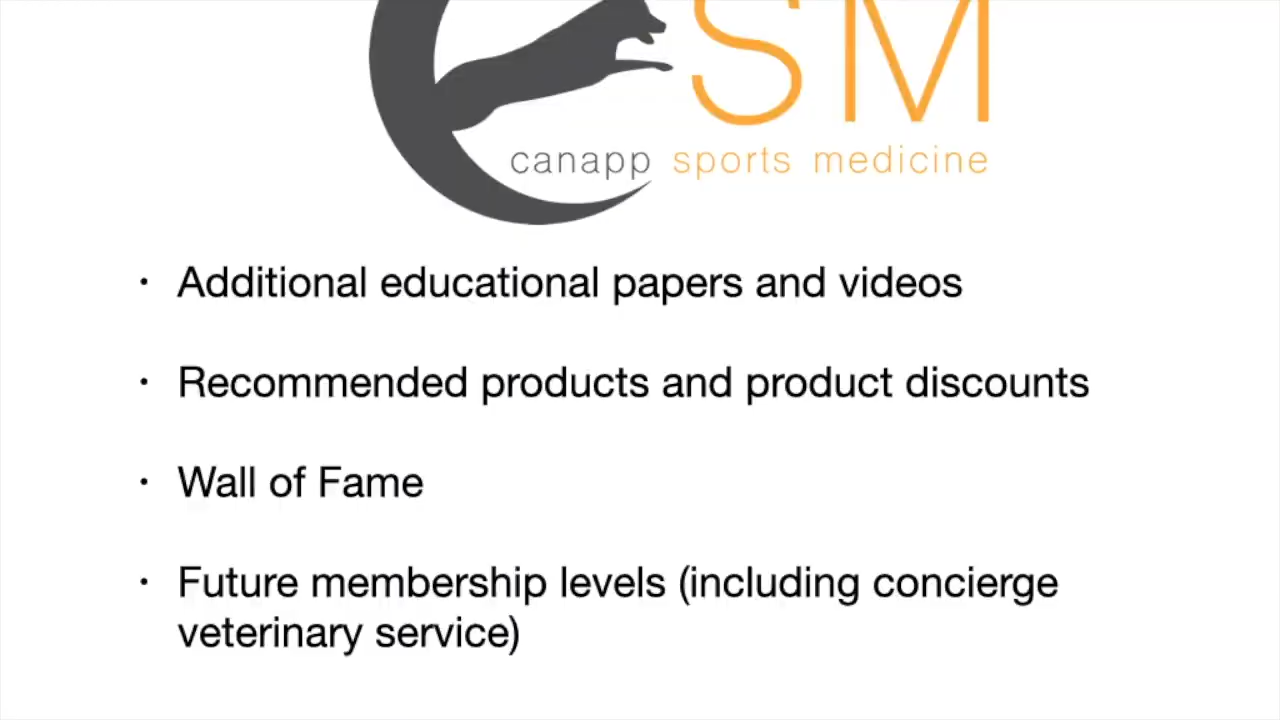 SM
canapp sports medicine
• Additional educational papers and videos
• Recommended products and product discounts
• Wall of Fame
• Future membership levels (including concierge
veterinary service)